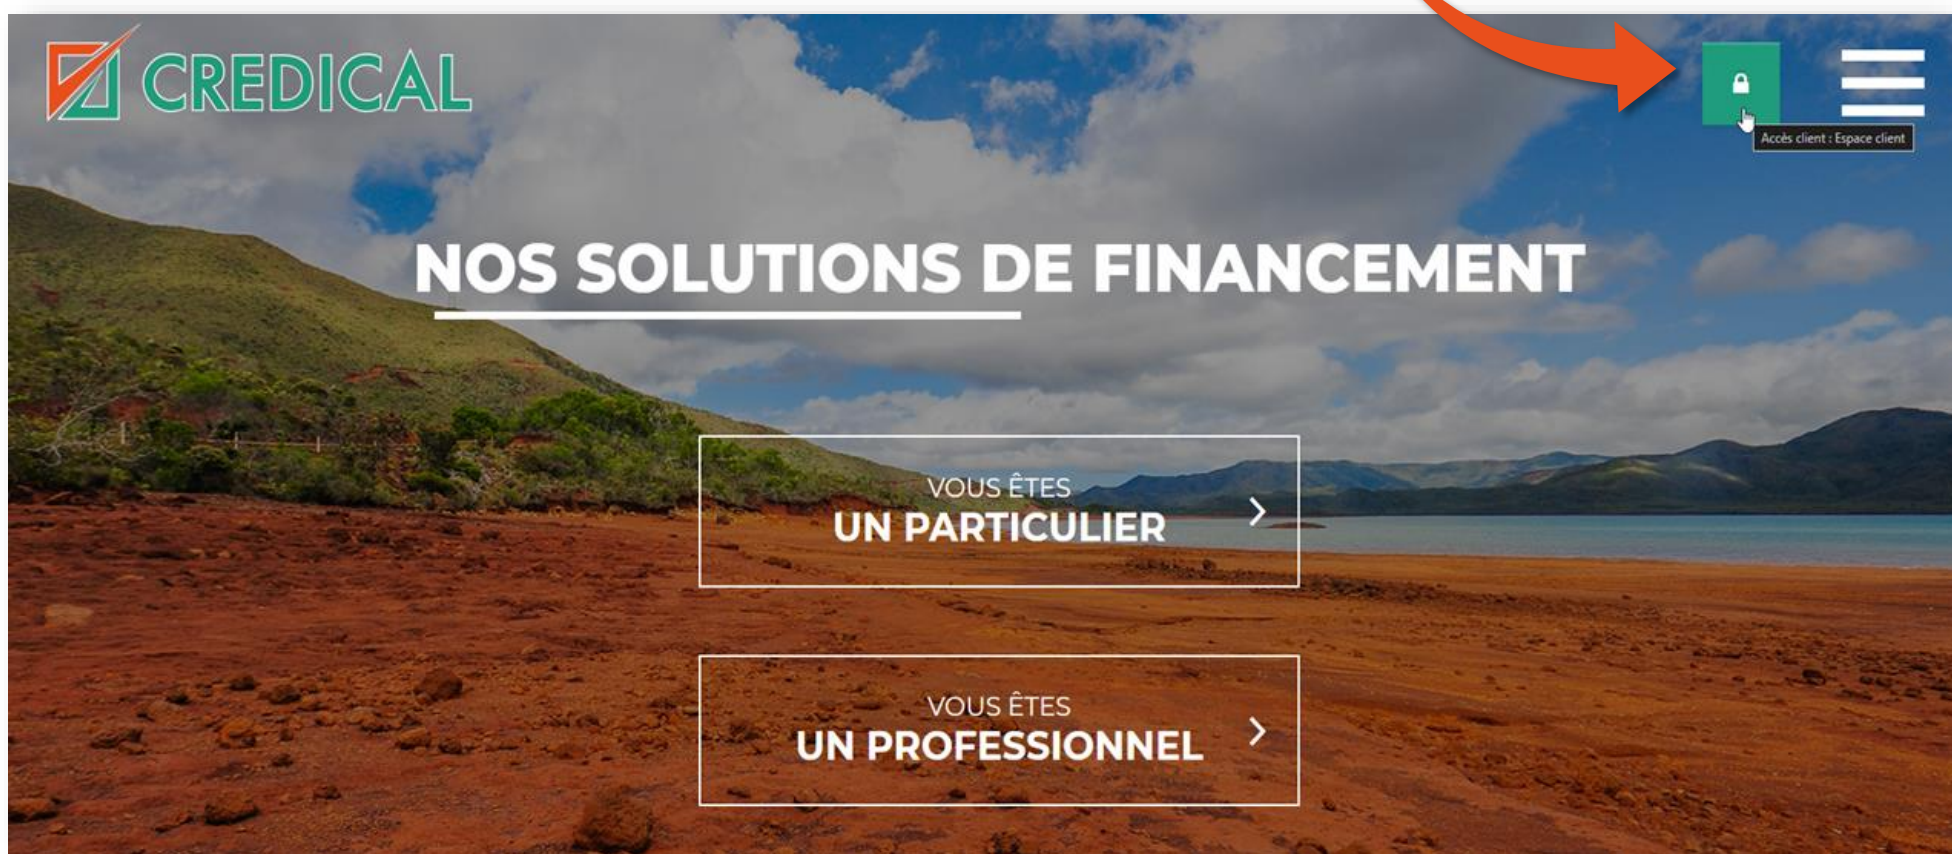 CREDICAL
Accès client : Espace client
NOS SOLUTIONS DE FINANCEMENT
VOUS ÊTES
UN PARTICULIER
VOUS ÊTES
UN PROFESSIONNEL